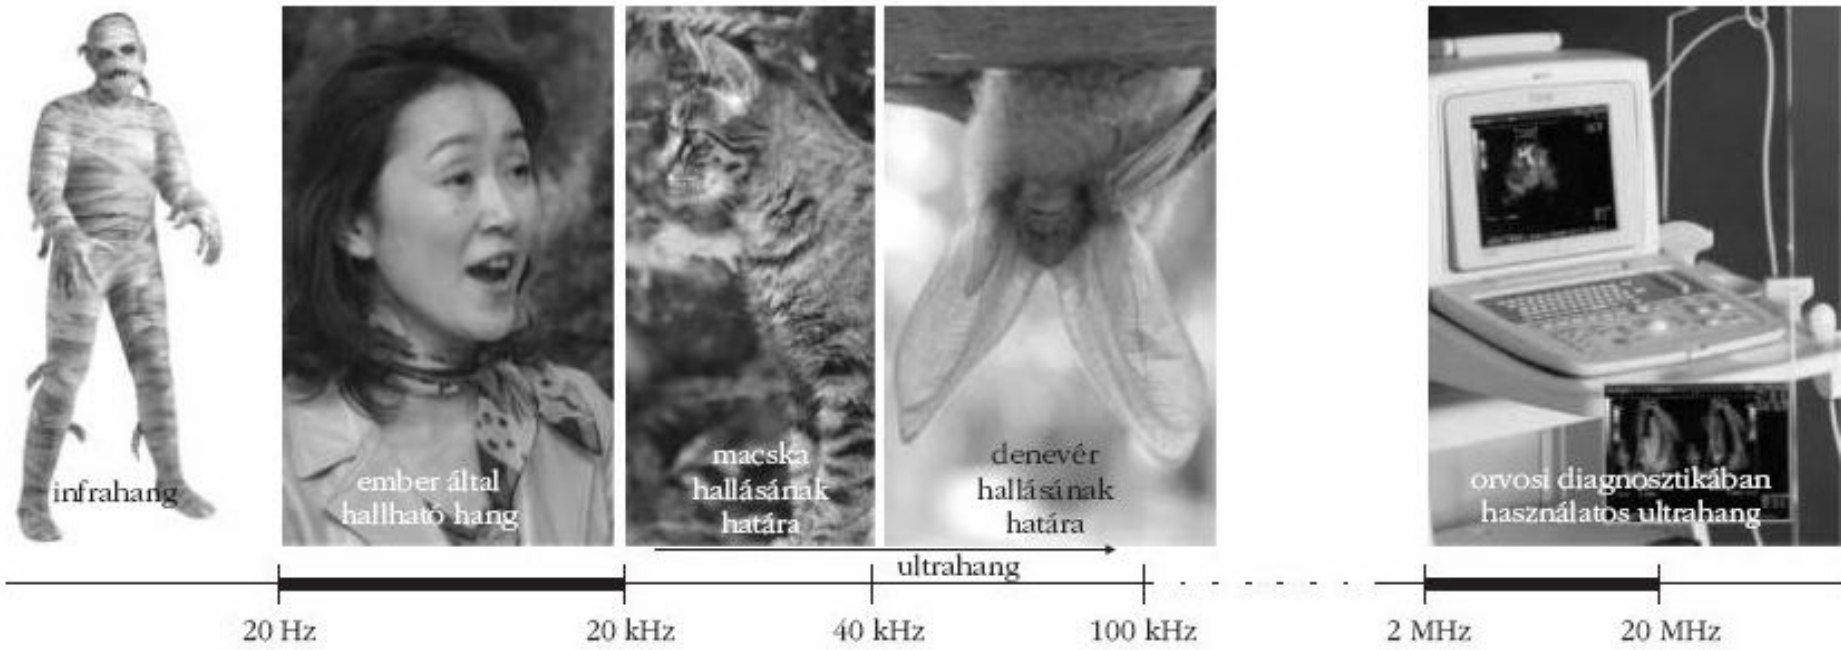 infrahang
ember által
hallható hang
macska
hallásának
határa
denevér
hallásának
határa
orvosi diagnosztikában
használatos ultrahang
ultrahang
20 Hz
20 kHz
40 kHz
100 kHz
2 MHz
20 MHz